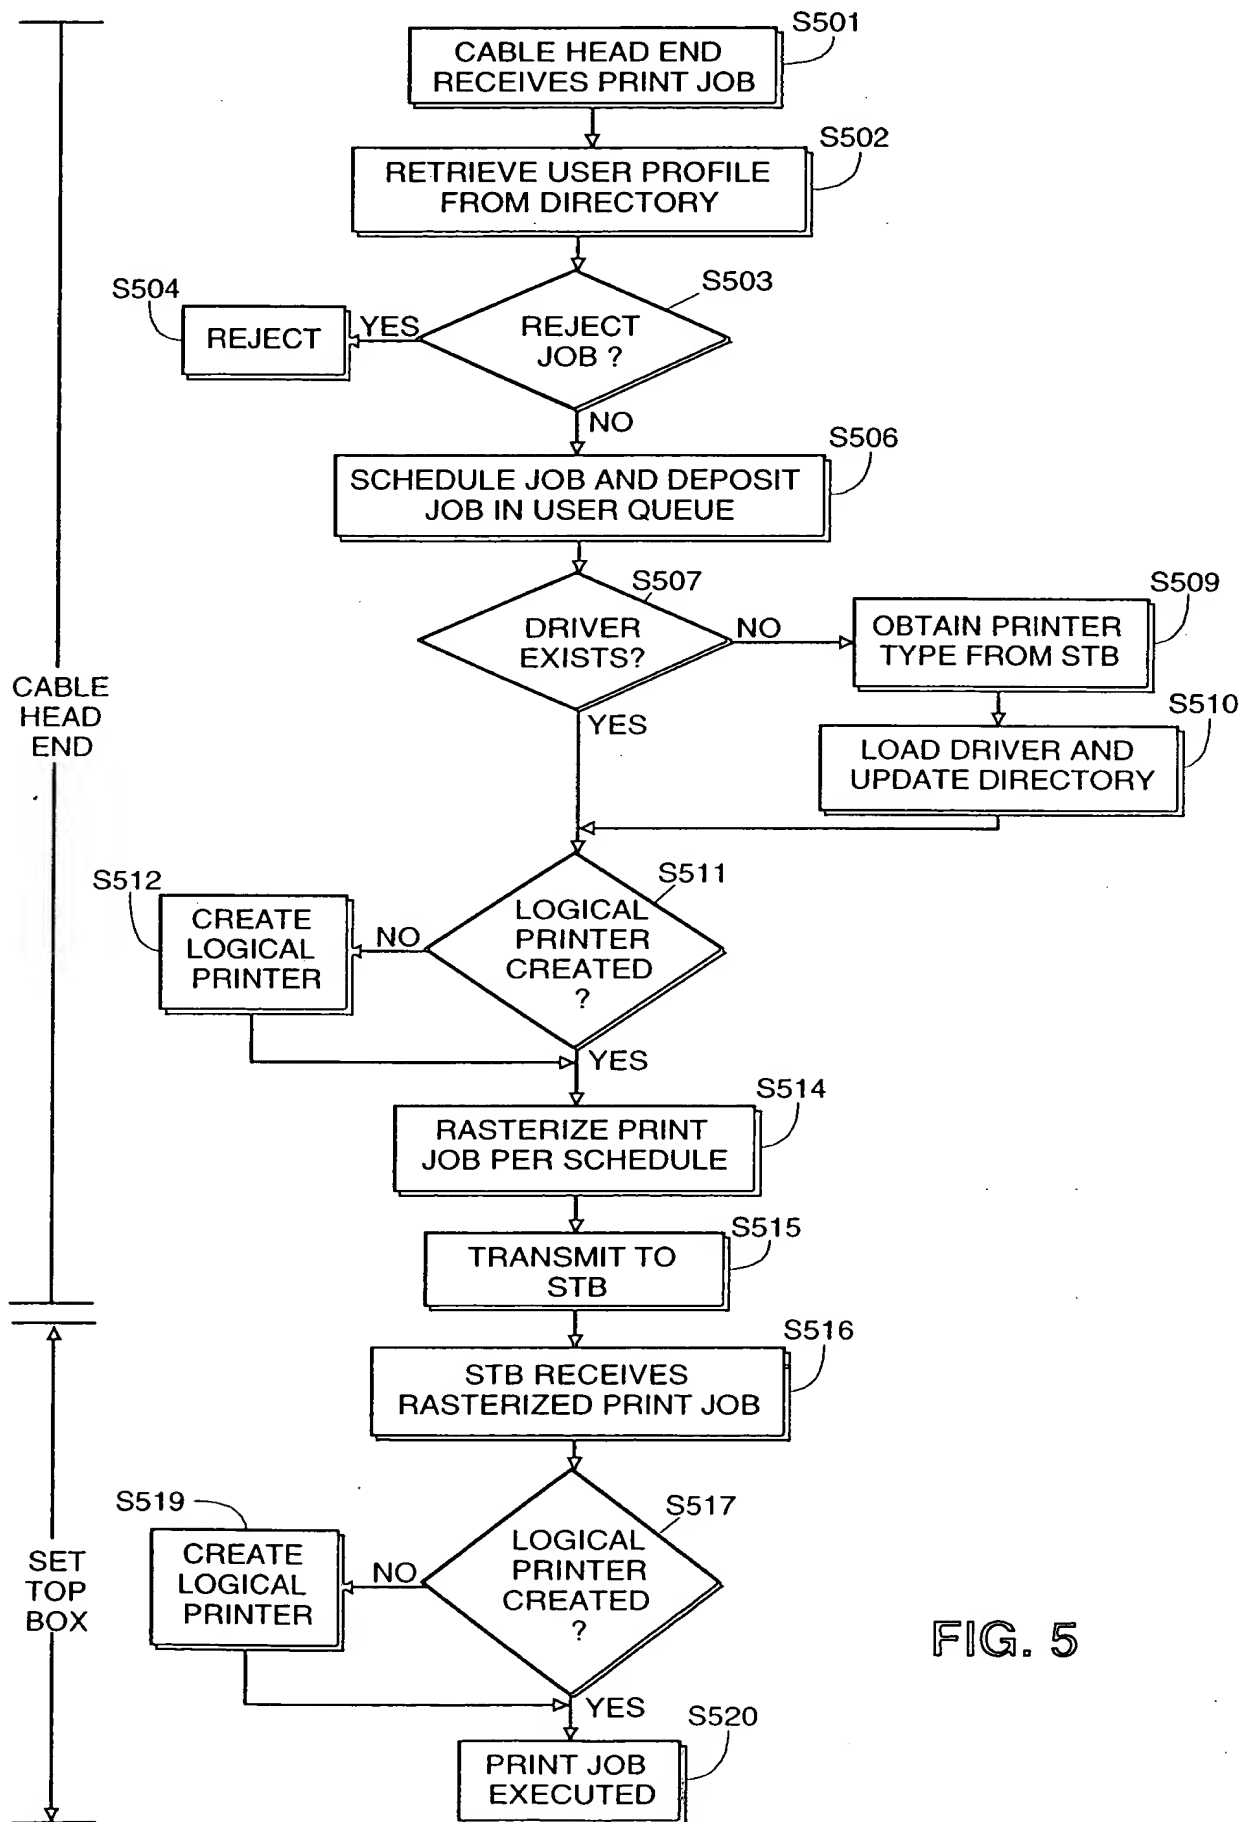 S501
CABLE HEAD END
RECEIVES PRINT JOB
S502
RETRIEVE USER PROFILE
FROM DIRECTORY
S503
REJECT
JOB ?
S504
REJECT
YES
NO
S506
SCHEDULE JOB AND DEPOSIT
JOB IN USER QUEUE
S507
DRIVER
EXISTS?
NO
S509
OBTAIN PRINTER
TYPE FROM STB
S510
LOAD DRIVER AND
UPDATE DIRECTORY
YES
CABLE
HEAD
END
S511
LOGICAL
PRINTER
CREATED
?
S512
CREATE
LOGICAL
PRINTER
NO
YES
S514
RASTERIZE PRINT
JOB PER SCHEDULE
S515
TRANSMIT TO
STB
S516
STB RECEIVES
RASTERIZED PRINT JOB
S517
LOGICAL
PRINTER
CREATED
?
S519
CREATE
LOGICAL
PRINTER
NO
SET
TOP
BOX
YES
S520
PRINT JOB
EXECUTED
FIG. 5